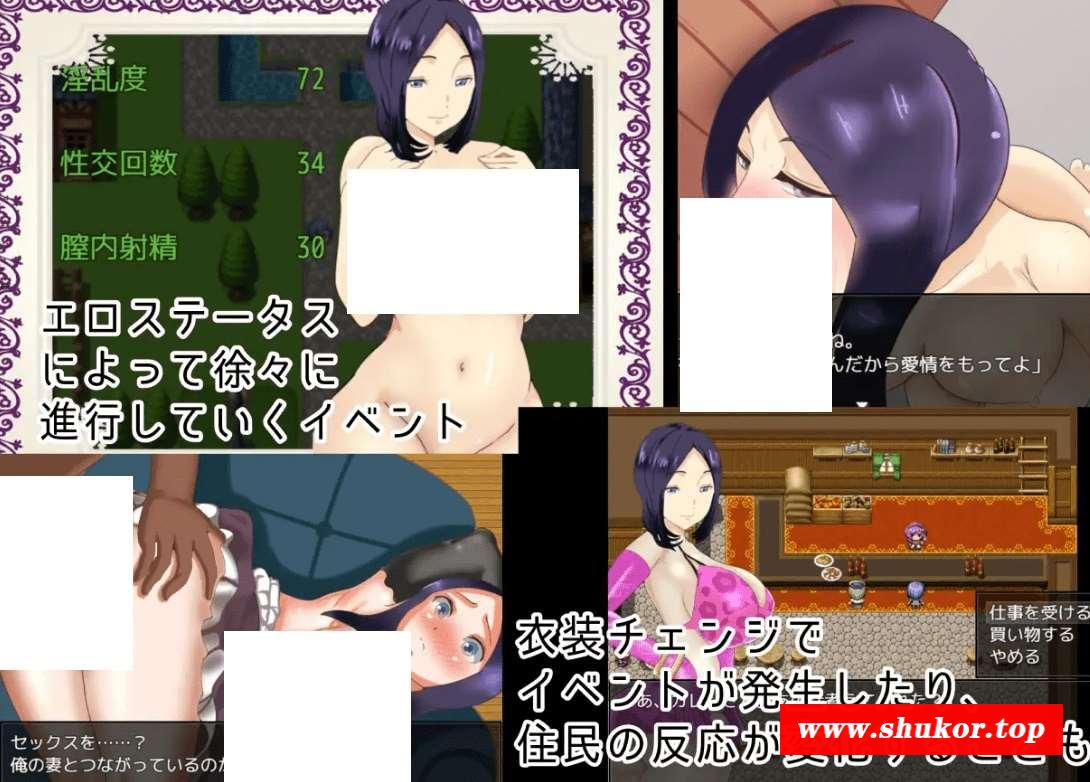 淫乱度 72
性交回数 34
膣内射精 30
エロステータス
によって徐々に
進行していくイベント
ね。
んだから愛情をもってよ」
セックスを……？
俺の妻とつながっているのか
衣装チェンジで
イベントが発生したり、
住民の反応が
仕事を受ける
買い物する
やめる
www.shukor.top